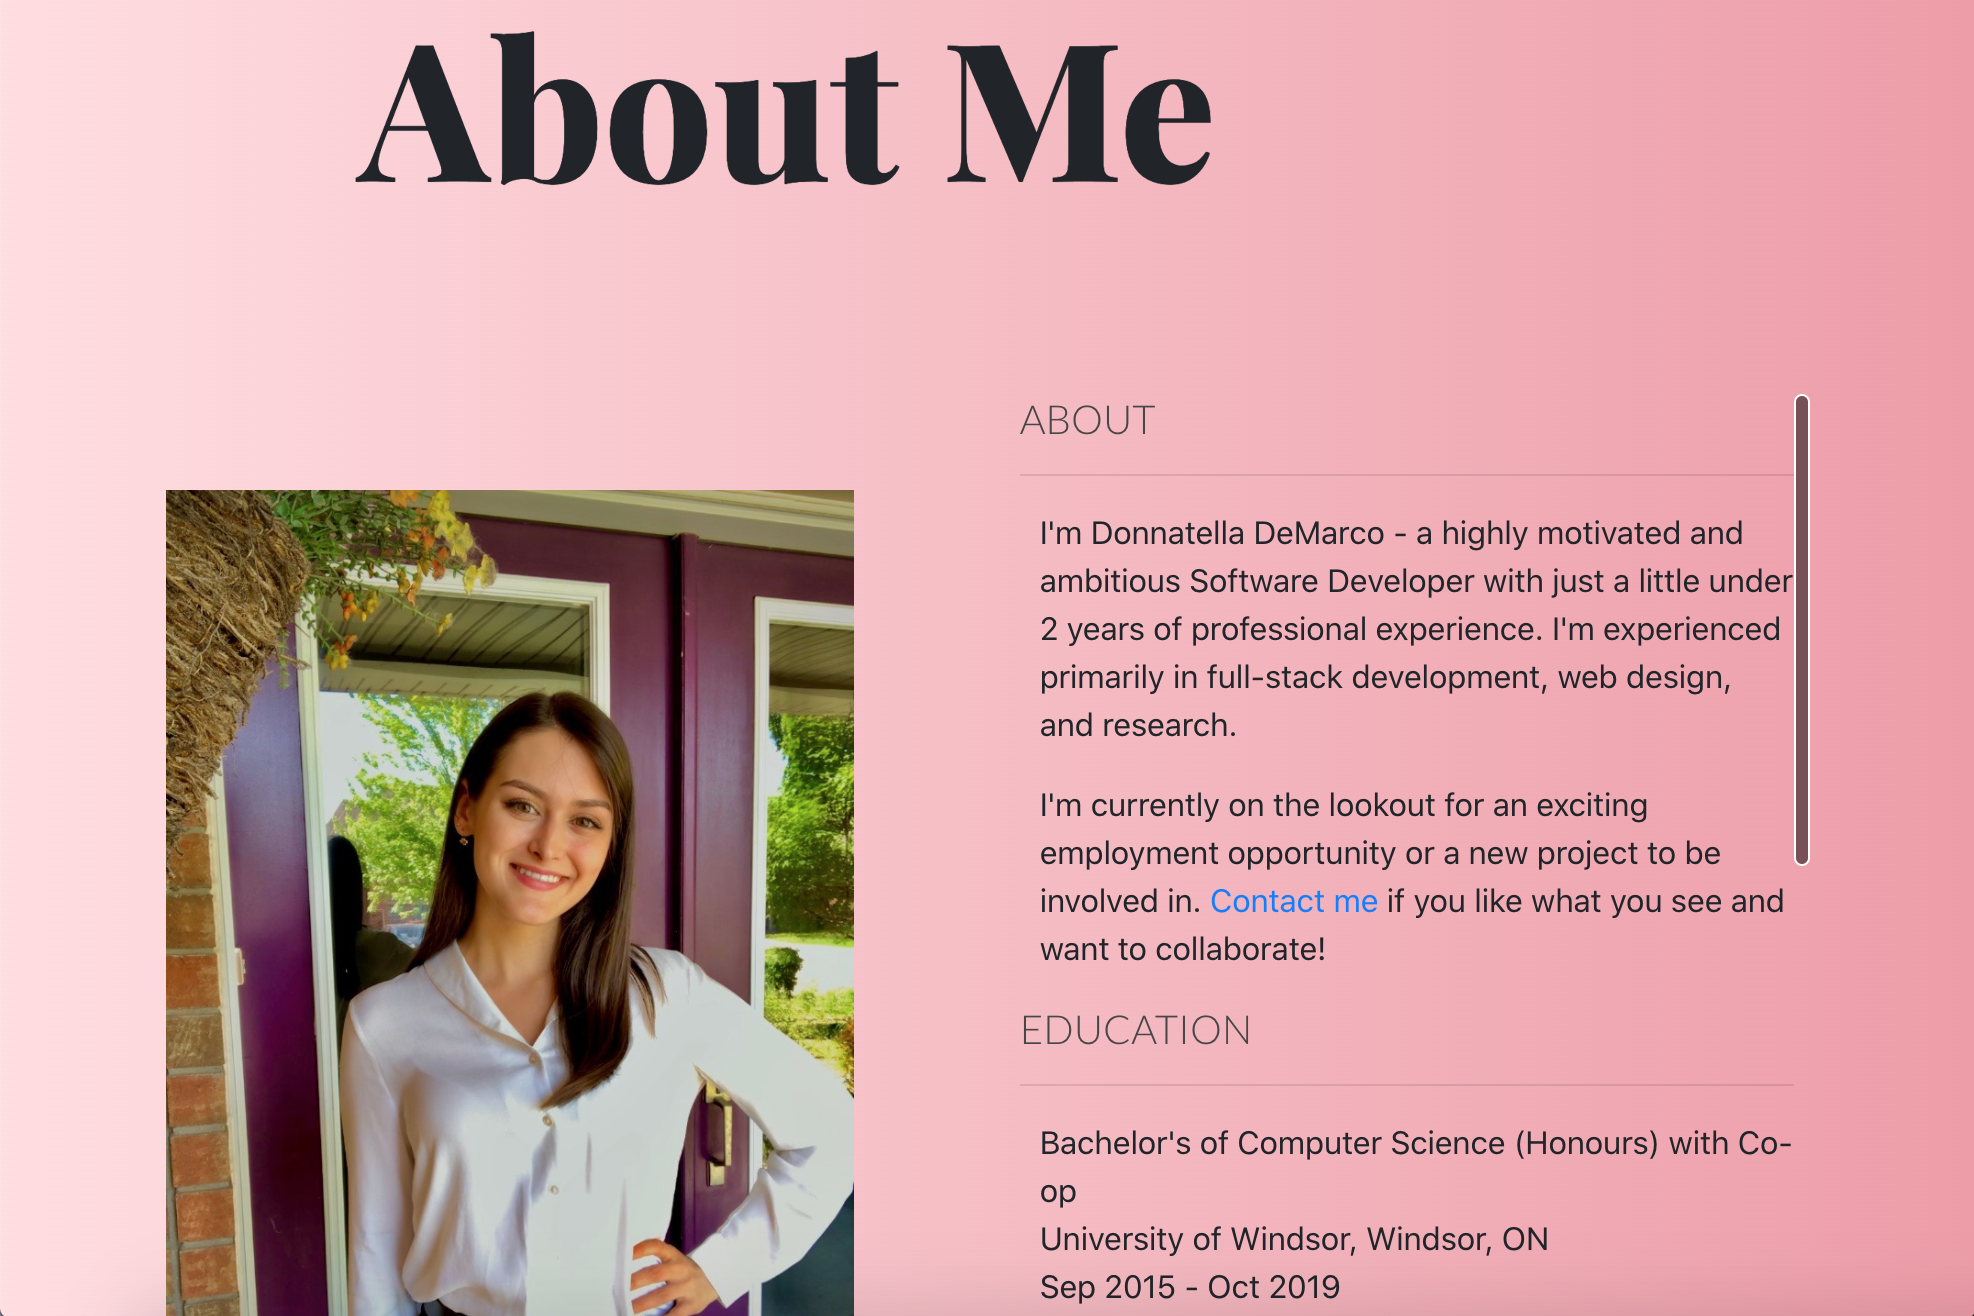 About Me
ABOUT
I'm Donnatella DeMarco - a highly motivated and
ambitious Software Developer with just a little under
2 years of professional experience. I'm experienced
primarily in full-stack development, web design,
and research.
I'm currently on the lookout for an exciting
employment opportunity or a new project to be
involved in. Contact me if you like what you see and
want to collaborate!
EDUCATION
Bachelor's of Computer Science (Honours) with Co-
op
University of Windsor, Windsor, ON
Sep 2015 - Oct 2019